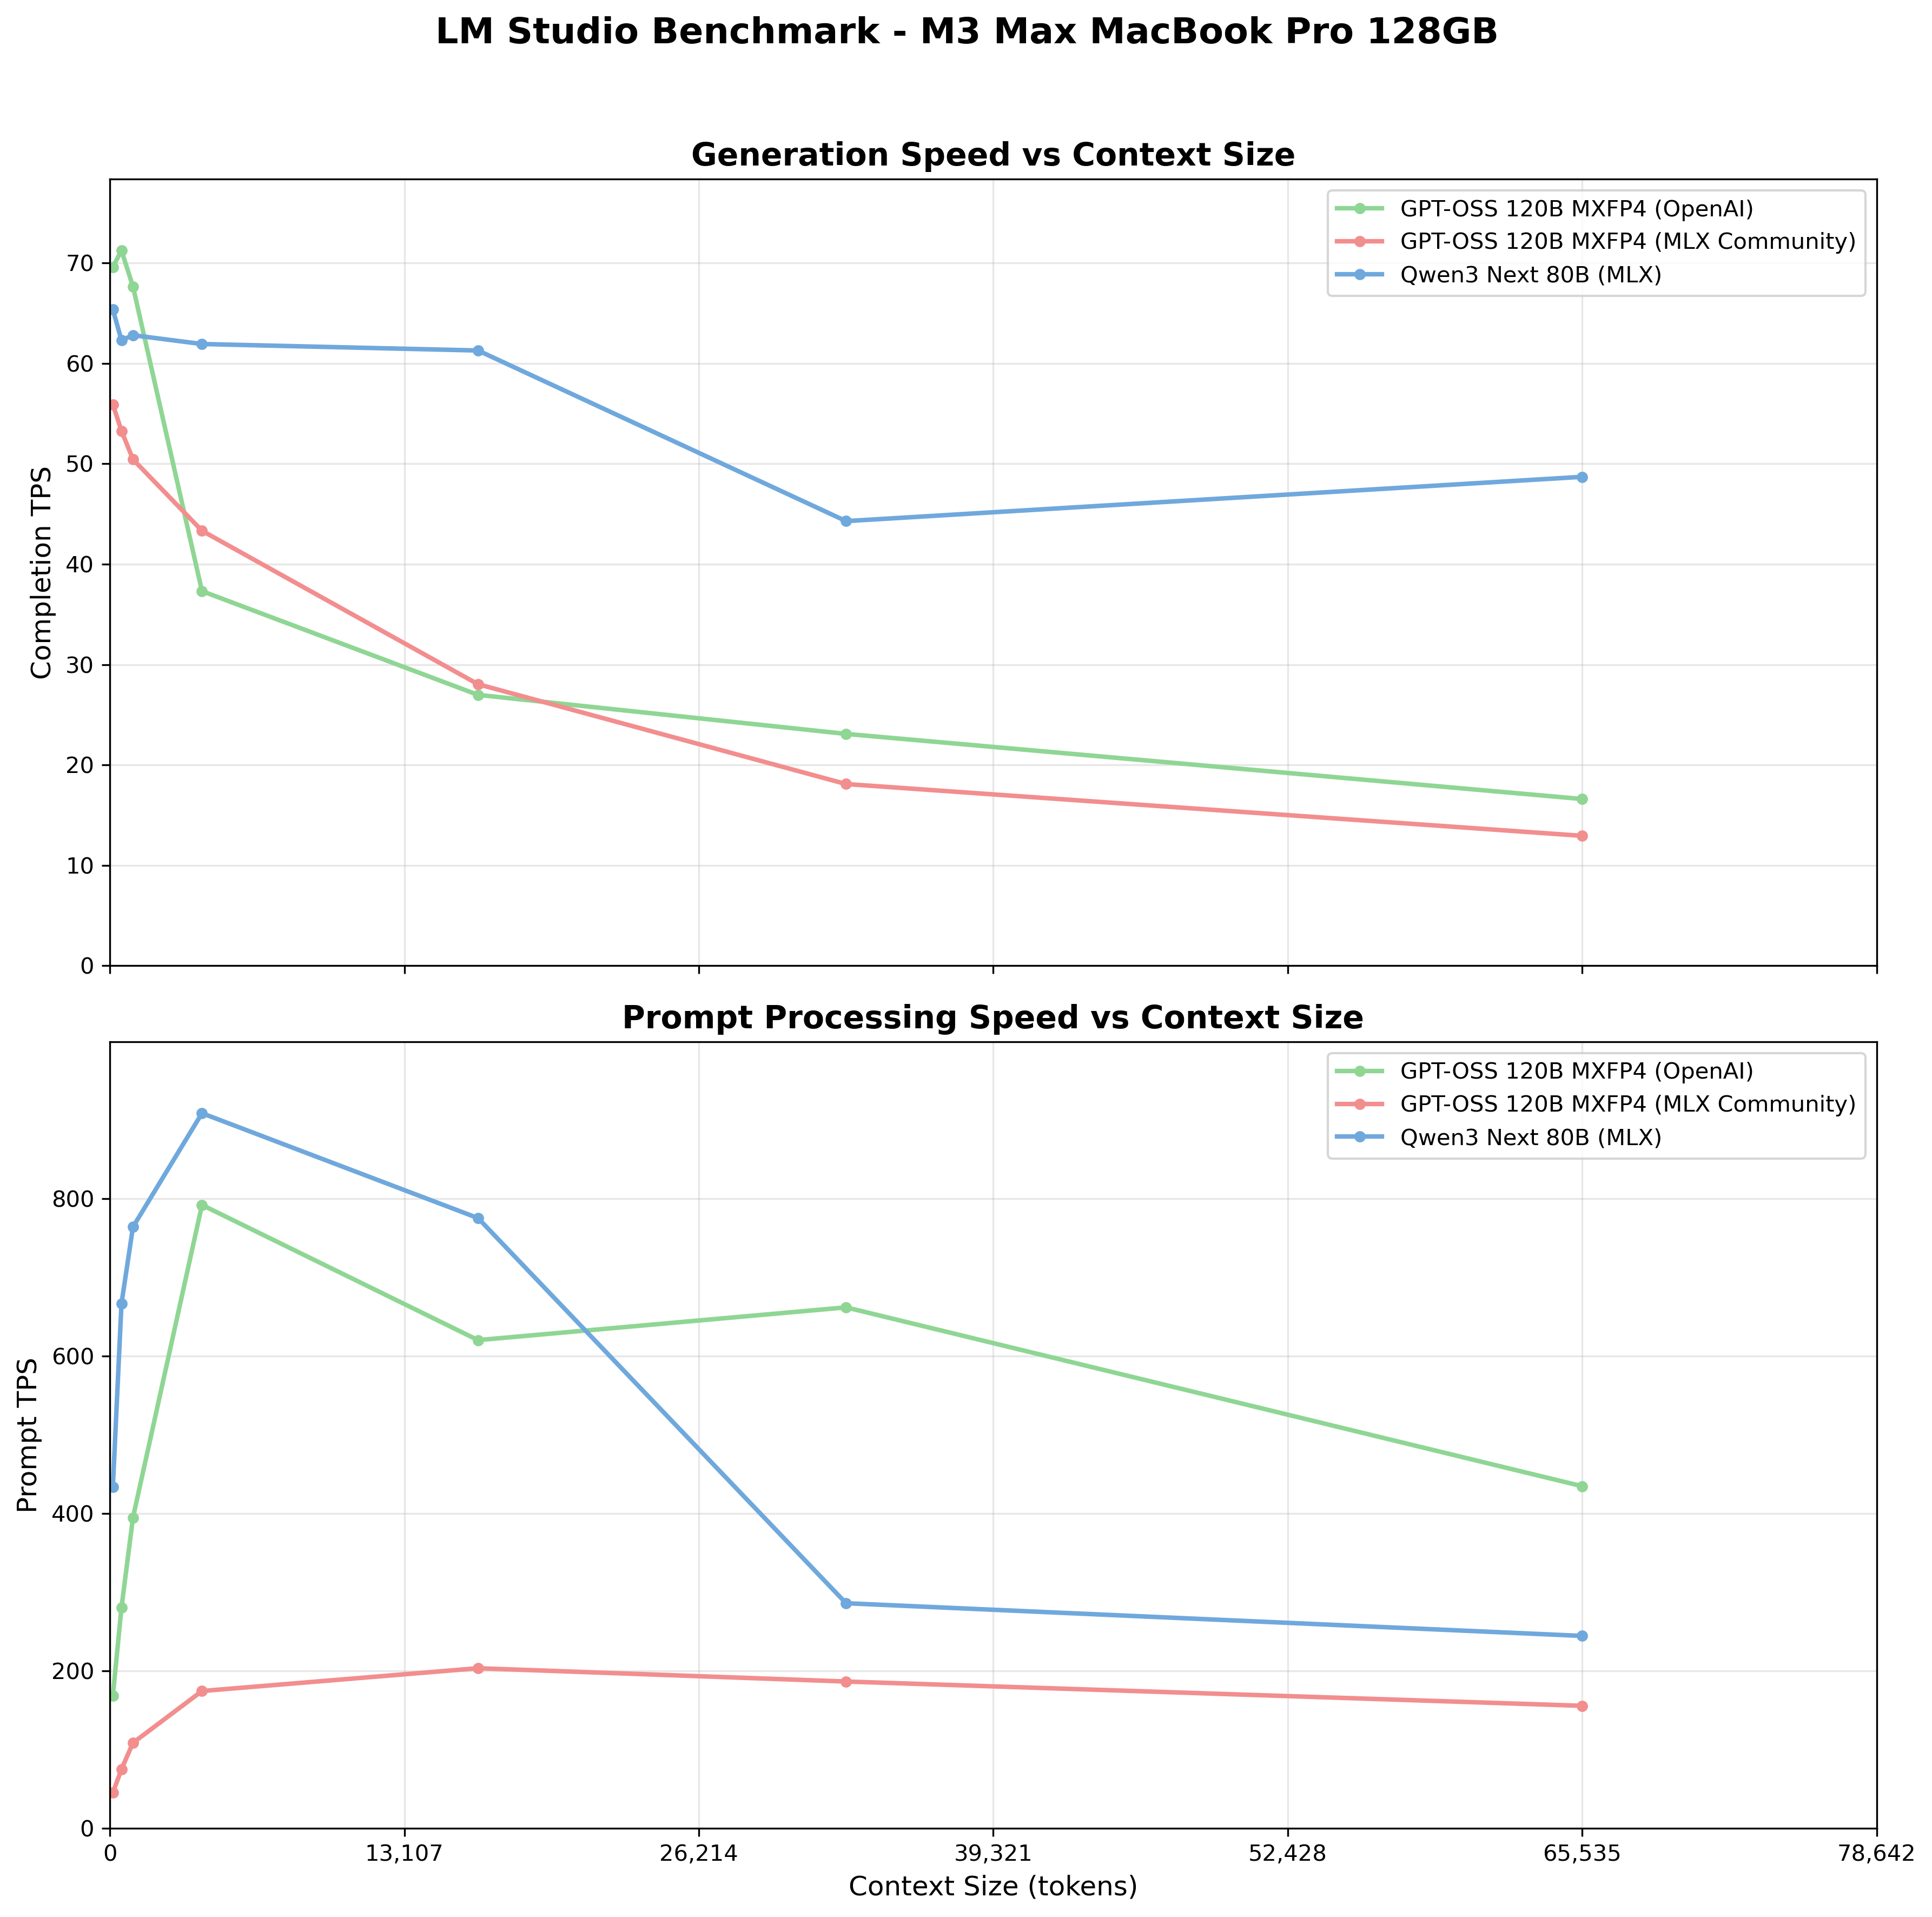 LM Studio Benchmark - M3 Max MacBook Pro 128GB
Generation Speed vs Context Size
GPT-OSS 120B MXFP4 (OpenAI)
GPT-OSS 120B MXFP4 (MLX Community)
Qwen3 Next 80B (MLX)
Completion TPS
70
60
50
40
30
20
10
0
Prompt Processing Speed vs Context Size
GPT-OSS 120B MXFP4 (OpenAI)
GPT-OSS 120B MXFP4 (MLX Community)
Qwen3 Next 80B (MLX)
Prompt TPS
800
600
400
200
0
0 13,107 26,214 39,321 52,428 65,535 78,642
Context Size (tokens)